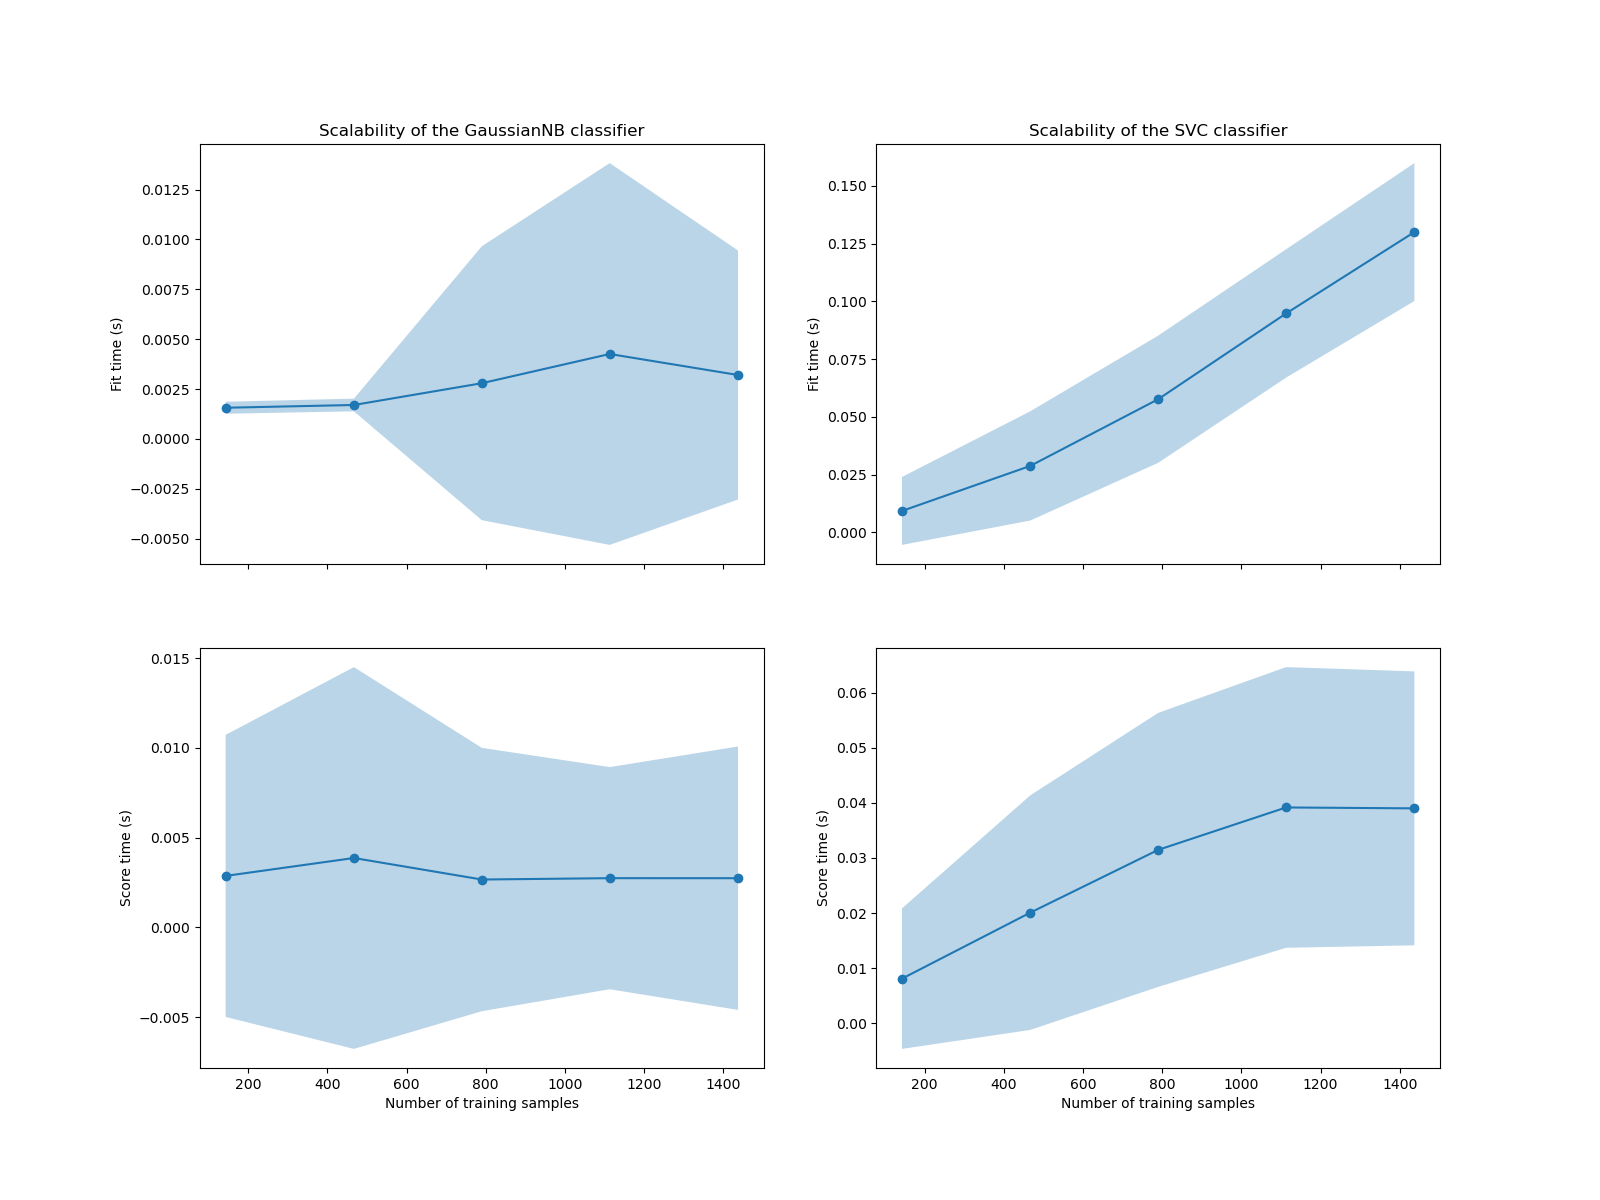 Scalability of the GaussianNB classifier
0.0125
0.0100
0.0075
0.0050
0.0025
0.0000
−0.0025
−0.0050
Fit time (s)
Scalability of the SVC classifier
0.150
0.125
0.100
0.075
0.050
0.025
0.000
Fit time (s)
0.015
0.010
0.005
0.000
−0.005
Score time (s)
200 400 600 800 1000 1200 1400
Number of training samples
0.06
0.05
0.04
0.03
0.02
0.01
0.00
Score time (s)
200 400 600 800 1000 1200 1400
Number of training samples